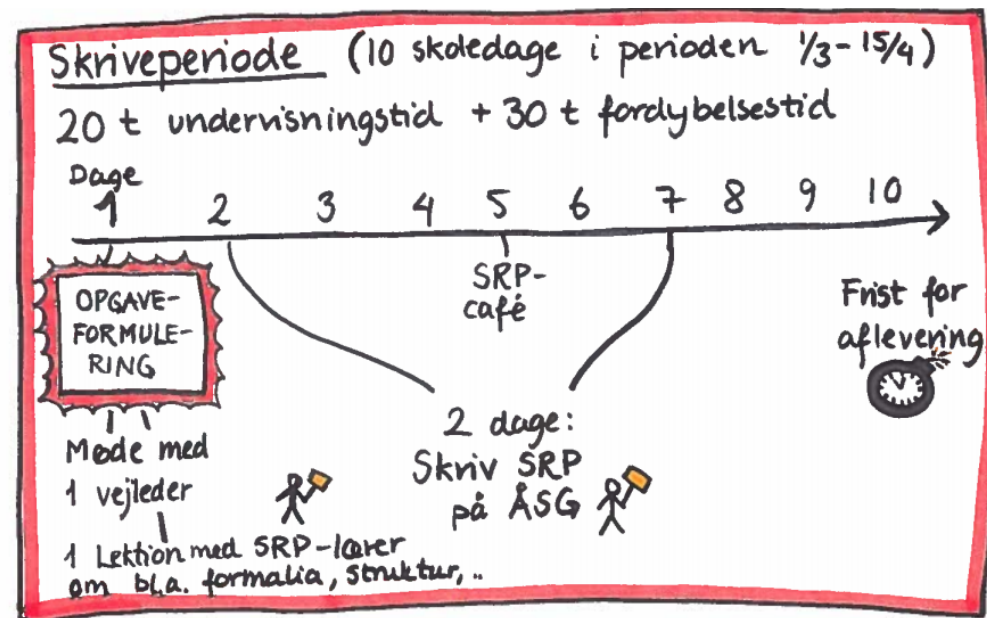 Skriveperiode (10 skoledage i perioden 1/3 - 15/4)
20 t undervisningstid + 30 t fordybelsestid
Dage
1 2 3 4 5 6 7 8 9 10
OPGAVE-
FORMULE-
RING
SRP-
café
Frist for
aflevering
Møde med
1 vejleder
1 Lektion med SRP-lærer
om bl.a. formalia, struktur, ..
2 dage:
Skriv SRP
på ÅSG